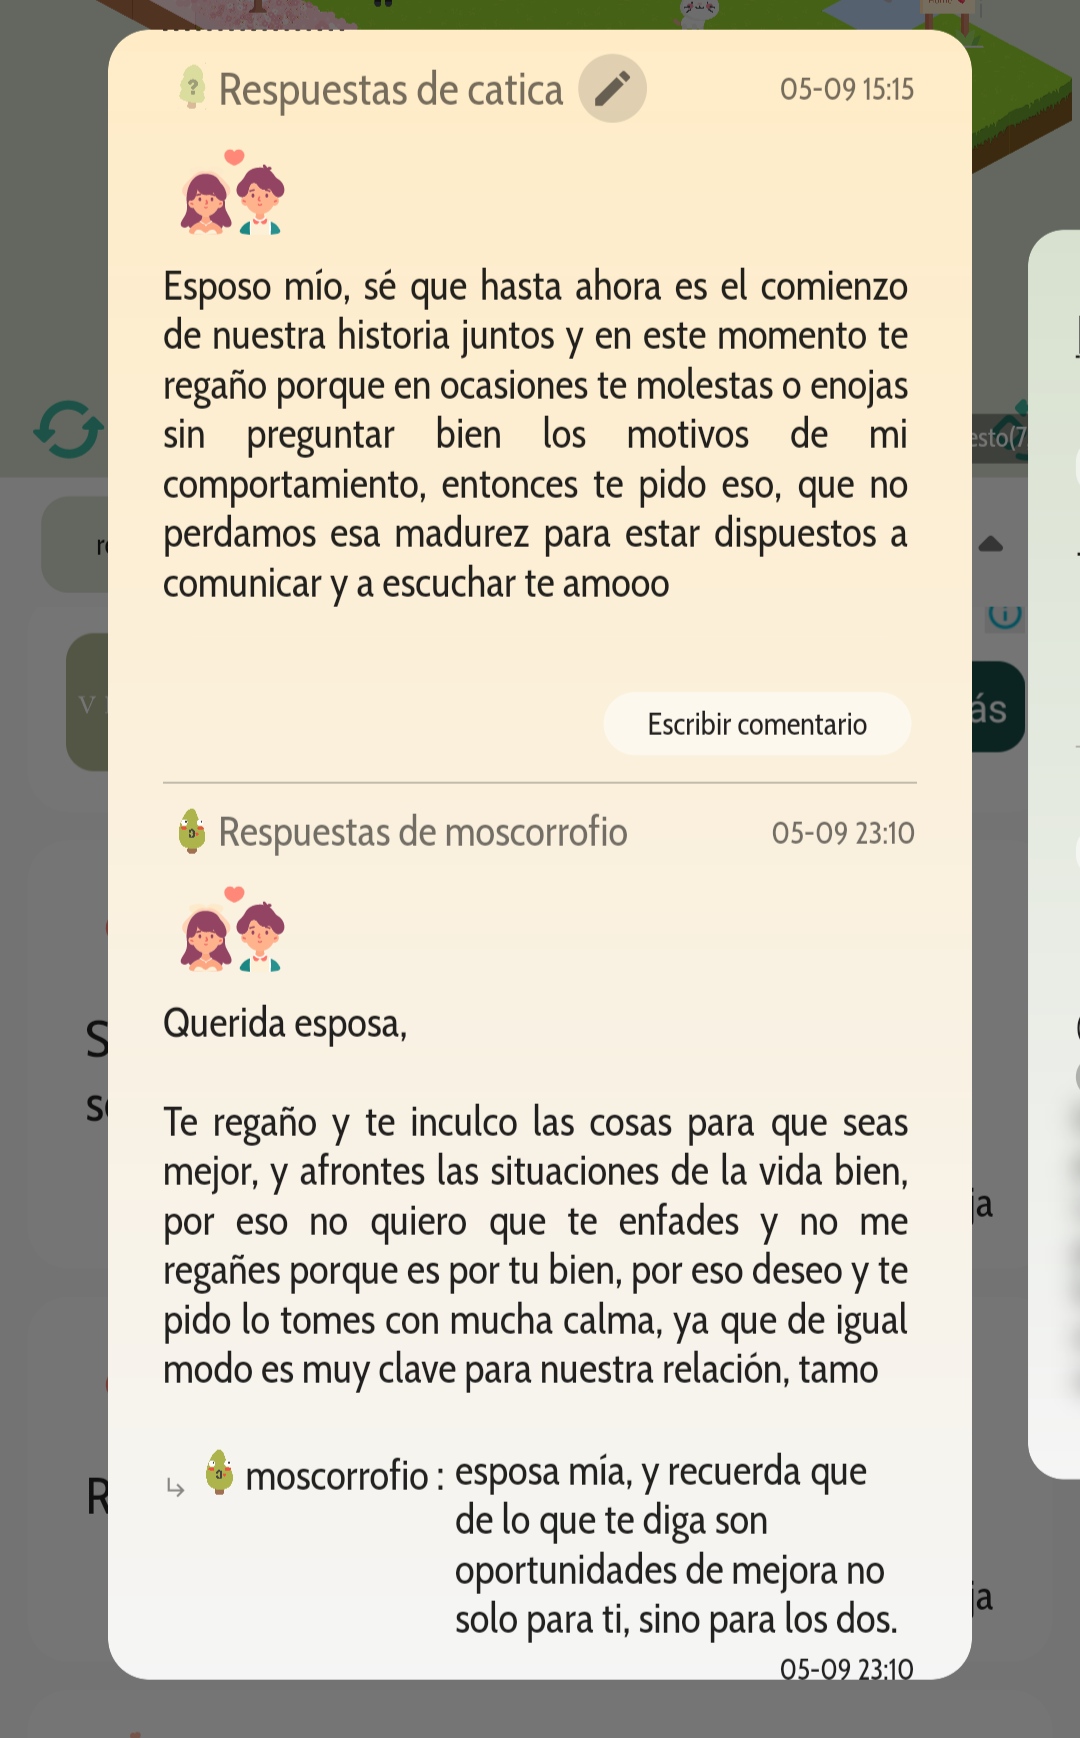 Respuestas de catica
05-09 15:15
Esposo mío, sé que hasta ahora es el comienzo
de nuestra historia juntos y en este momento te
regaño porque en ocasiones te molestas o enojas
sin preguntar bien los motivos de mi
comportamiento, entonces te pido eso, que no
perdamos esa madurez para estar dispuestos a
comunicar y a escuchar te amooo
Escribir comentario
Respuestas de moscorrofio
05-09 23:10
Querida esposa,
Te regaño y te inculco las cosas para que seas
mejor, y afrontes las situaciones de la vida bien,
por eso no quiero que te enfades y no me
regañes porque es por tu bien, por eso deseo y te
pido lo tomes con mucha calma, ya que de igual
modo es muy clave para nuestra relación, tamo
moscorrofio : esposa mía, y recuerda que
de lo que te diga son
oportunidades de mejora no
solo para ti, sino para los dos.
05-09 23:10